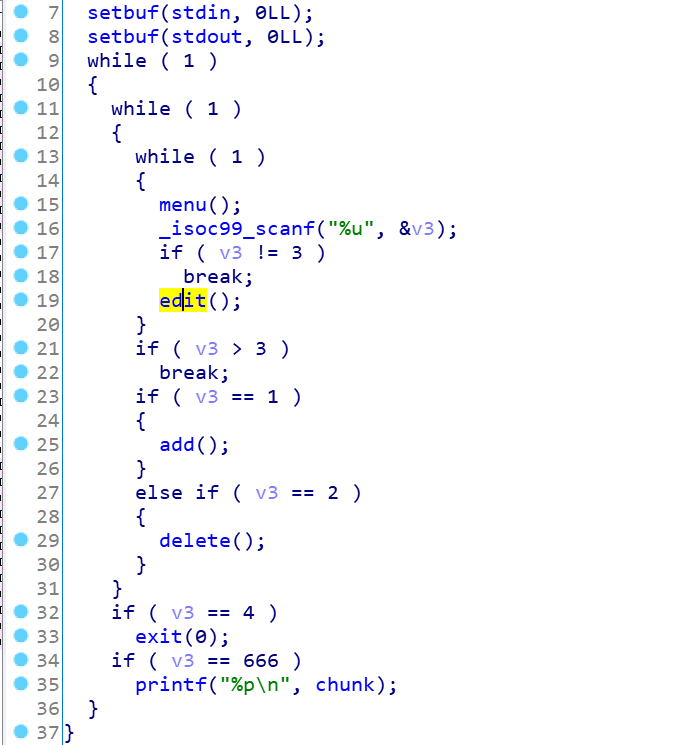 7 setbuf(stdin, 0LL);
8 setbuf(stdout, 0LL);
9 while ( 1 )
10 {
11 while ( 1 )
12 {
13 while ( 1 )
14 {
15 menu();
16 _isoc99_scanf("%u", &v3);
17 if ( v3 != 3 )
18 break;
19 edit();
20 }
21 if ( v3 > 3 )
22 break;
23 if ( v3 == 1 )
24 {
25 add();
26 }
27 else if ( v3 == 2 )
28 {
29 delete();
30 }
31 }
32 if ( v3 == 4 )
33 exit(0);
34 if ( v3 == 666 )
35 printf("%p\n", chunk);
36 }
37 }